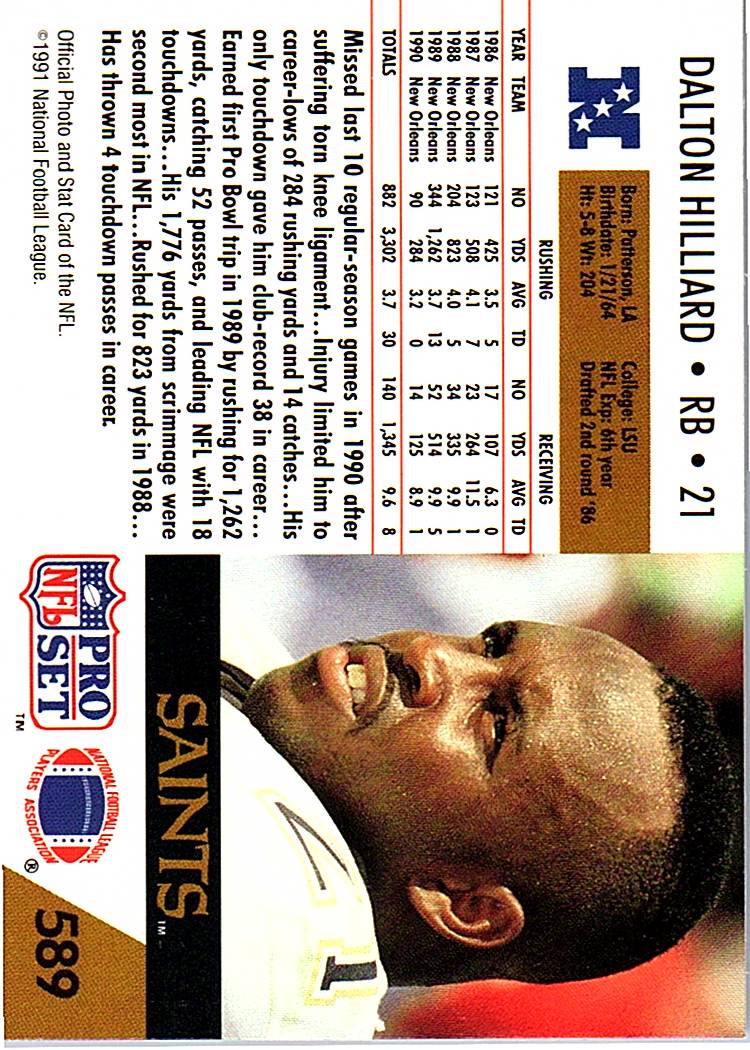 DALTON HILLIARD • RB • 21
N
Born: Patterson, LA College: LSU
Birthdate: 1/21/64 NFL Exp: 6th year
Ht: 5-8 Wt: 204 Drafted 2nd round '86
RUSHING RECEIVING
YEAR TEAM NO YDS AVG TD NO YDS AVG TD
1986 New Orleans 121 425 3.5 5 17 107 6.3 0
1987 New Orleans 123 508 4.1 7 23 264 11.5 1
1988 New Orleans 204 823 4.0 5 34 335 9.9 1
1989 New Orleans 344 1,262 3.7 13 52 514 9.9 5
1990 New Orleans 90 284 3.2 0 14 125 8.9 1
TOTALS 882 3,302 3.7 30 140 1,345 9.6 8
Missed last 10 regular-season games in 1990 after
suffering torn knee ligament...Injury limited him to
career-lows of 284 rushing yards and 14 catches...His
only touchdown gave him club-record 38 in career...
Earned first Pro Bowl trip in 1989 by rushing for 1,262
yards, catching 52 passes, and leading NFL with 18
touchdowns...His 1,776 yards from scrimmage were
second most in NFL...Rushed for 823 yards in 1988...
Has thrown 4 touchdown passes in career.
Official Photo and Stat Card of the NFL.
©1991 National Football League.
21
SAINTS™
PRO
NFL SET™
NATIONAL FOOTBALL LEAGUE
PLAYERS ASSOCIATION®
589